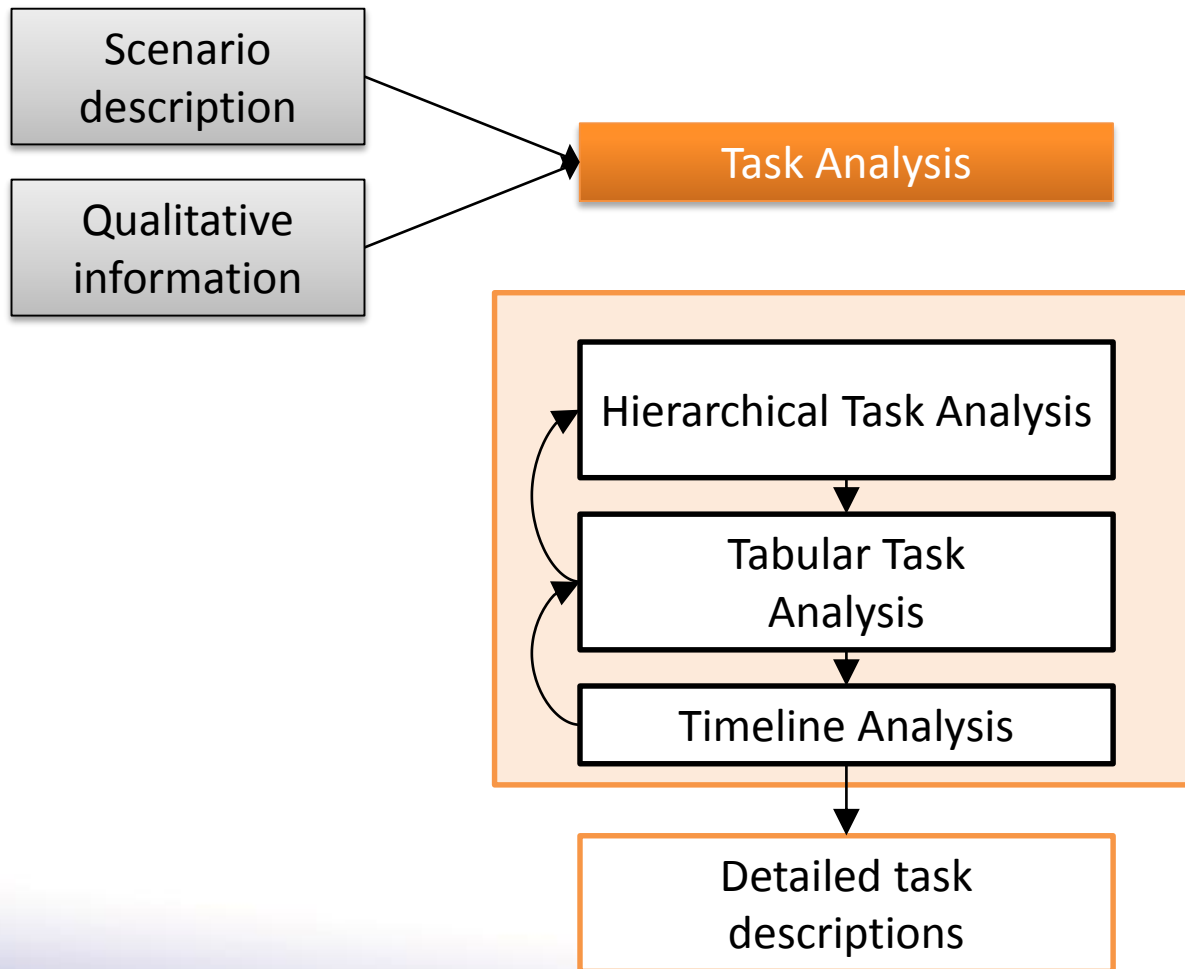 Scenario
description
Task Analysis
Qualitative
information
Hierarchical Task Analysis
Tabular Task
Analysis
Timeline Analysis
Detailed task
descriptions